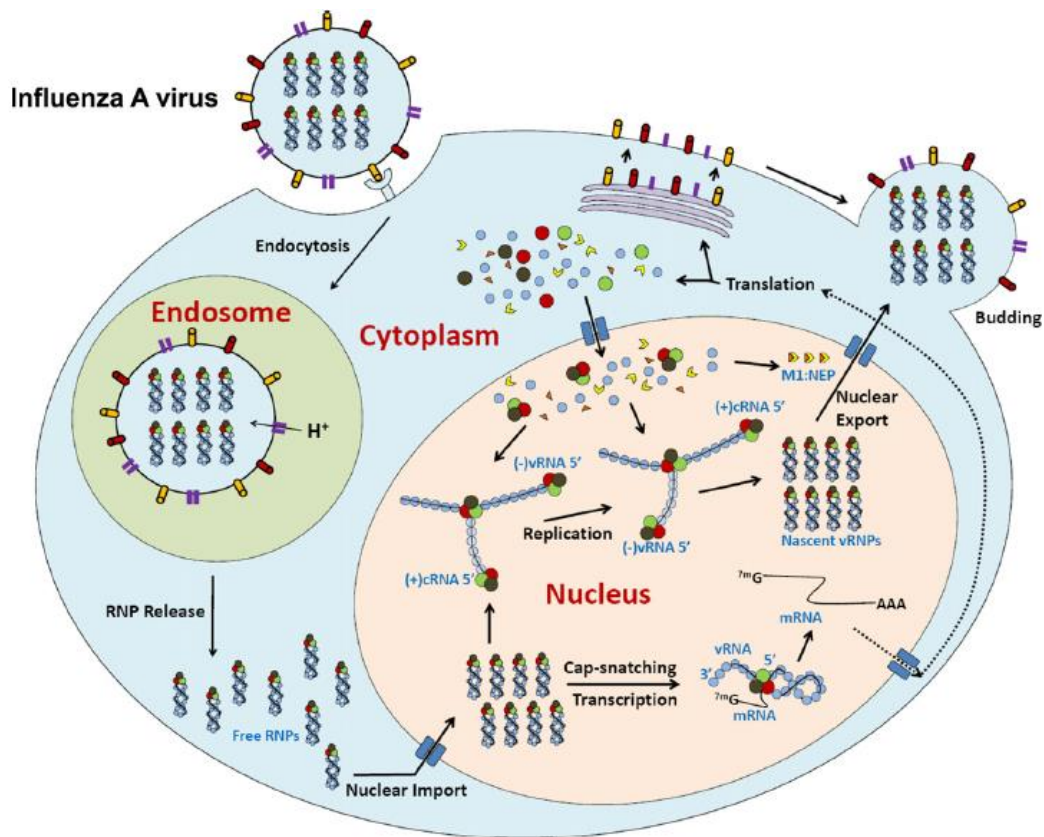 Influenza A virus
Endocytosis
Endosome
H⁺
Cytoplasm
Translation
Budding
M1:NEP
Nuclear
Export
(+)cRNA 5′
(-)vRNA 5′
Replication
(-)vRNA 5′
(+)cRNA 5′
Nascent vRNPs
Nucleus
RNP Release
Free RNPs
Nuclear Import
Cap-snatching
Transcription
vRNA
3′
5′
⁷ᵐG
mRNA
⁷ᵐG
AAA
mRNA